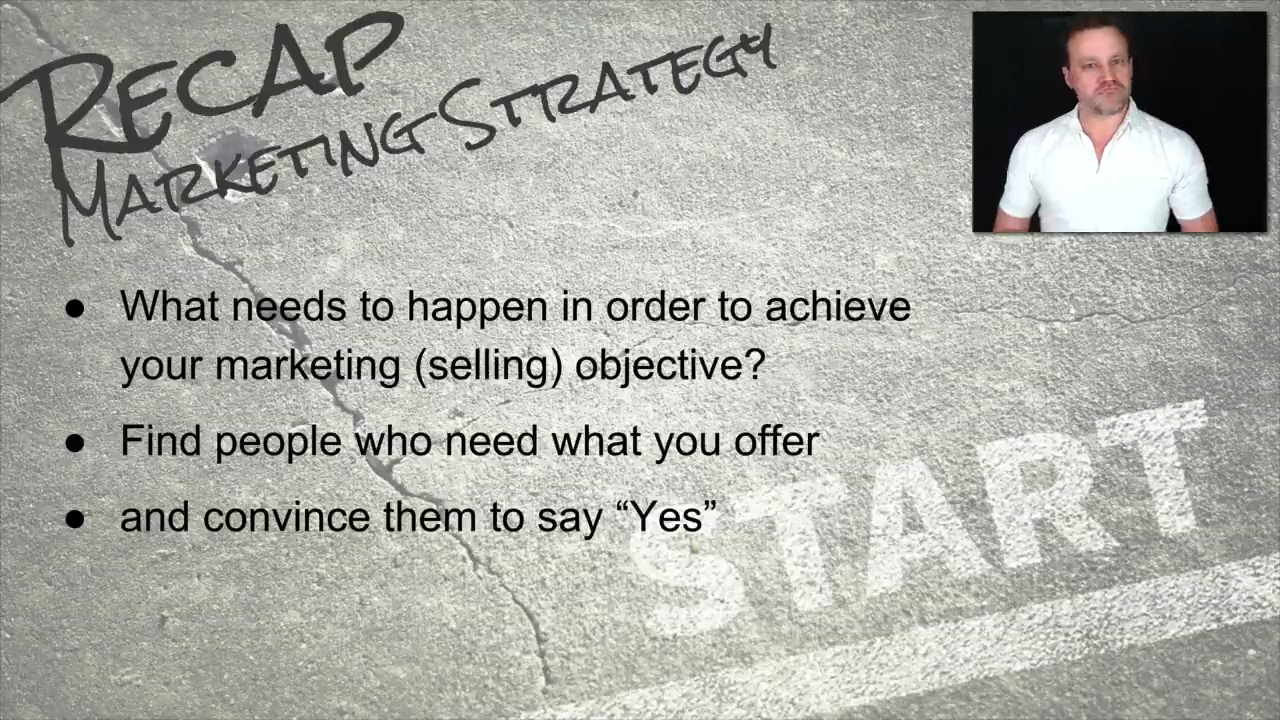 RECAP
MARKETING STRATEGY
● What needs to happen in order to achieve
your marketing (selling) objective?
● Find people who need what you offer
● and convince them to say “Yes”
START